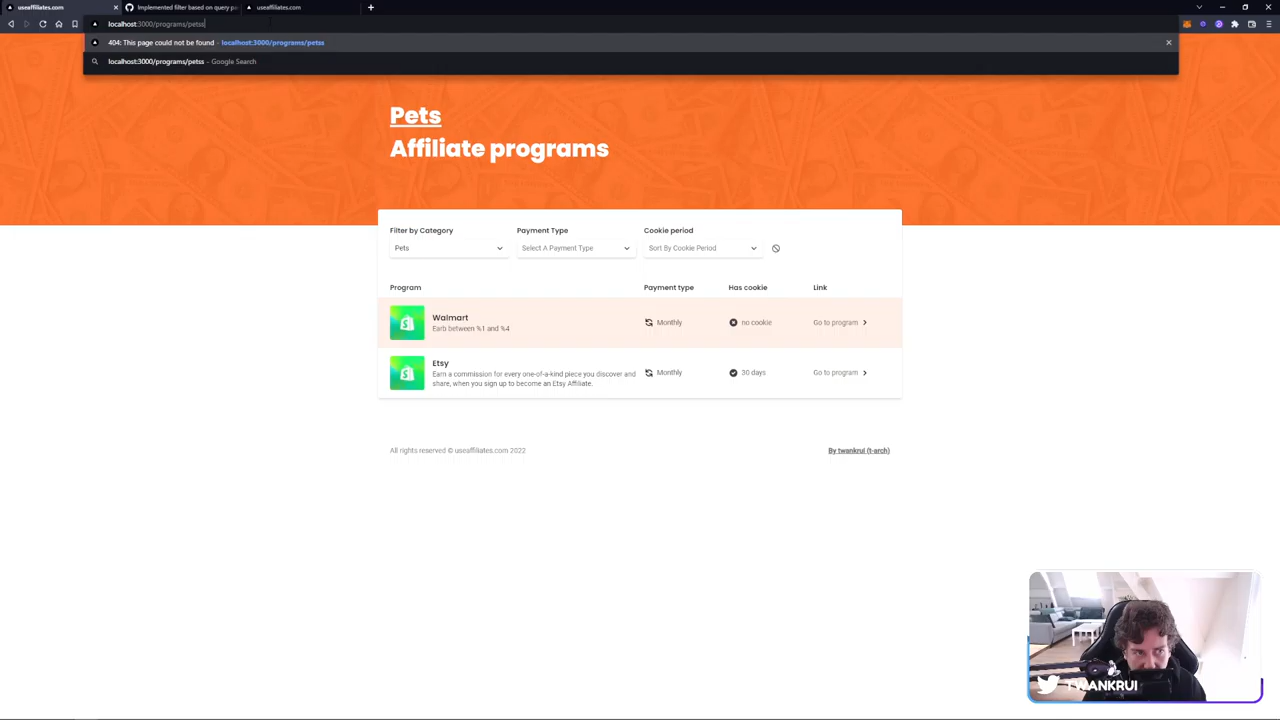 useaffiliates.com
Implemented filter based on query pa
useaffiliates.com
localhost:3000/programs/petss
404: This page could not be found - localhost:3000/programs/petss
localhost:3000/programs/petss - Google Search
Pets
Affiliate programs
Filter by Category
Payment Type
Cookie period
Pets
Select A Payment Type
Sort By Cookie Period
Program
Payment type
Has cookie
Link
Walmart
Earb between %1 and %4
Monthly
no cookie
Go to program
Etsy
Earn a commission for every one-of-a-kind piece you discover and
share, when you sign up to become an Etsy Affiliate.
Monthly
30 days
Go to program
All rights reserved © useaffiliates.com 2022
By twankrui (t-arch)
TWANKRUI